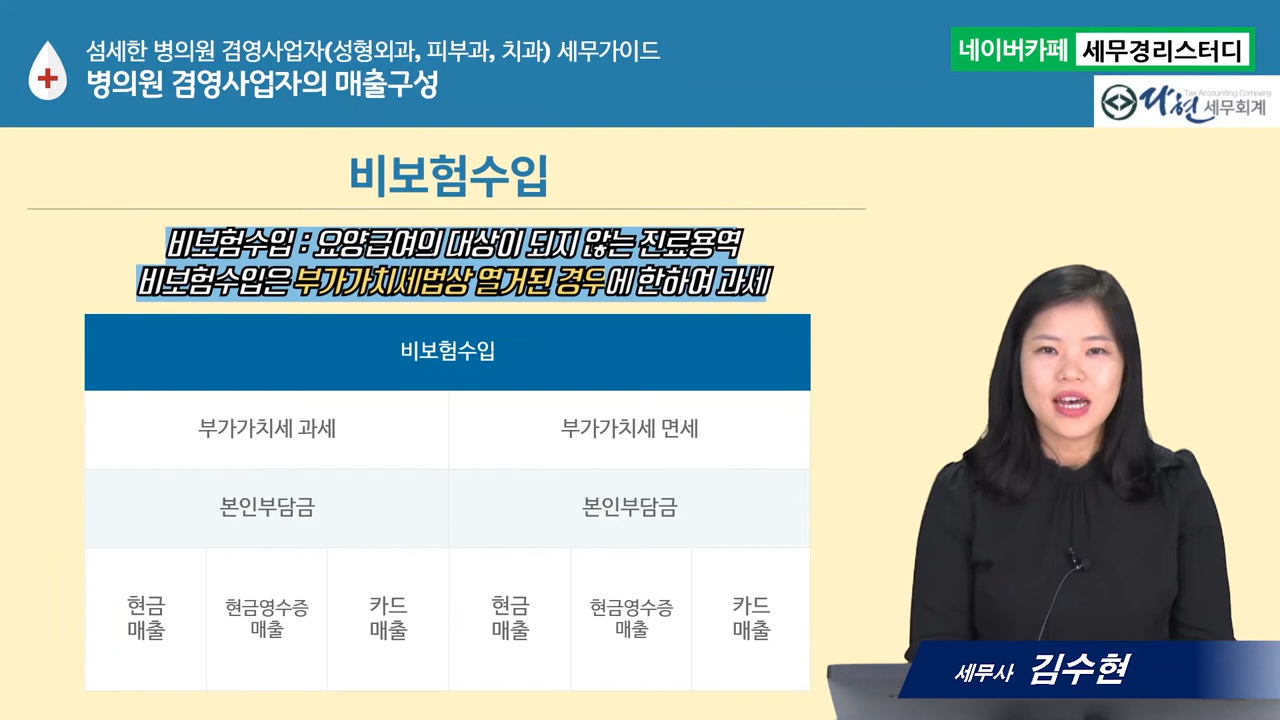 섬세한 병의원 겸영사업자(성형외과, 피부과, 치과) 세무가이드
병의원 겸영사업자의 매출구성
네이버카페 세무경리스터디
Tax Accounting Company
다현 세무회계
비보험수입
비보험수입 : 요양급여의 대상이 되지 않는 진료용역
비보험수입은 부가가치세법상 열거된 경우에 한하여 과세
비보험수입
부가가치세 과세 부가가치세 면세
본인부담금 본인부담금
현금 매출
현금영수증 매출
카드 매출
현금 매출
현금영수증 매출
카드 매출
세무사 김수현